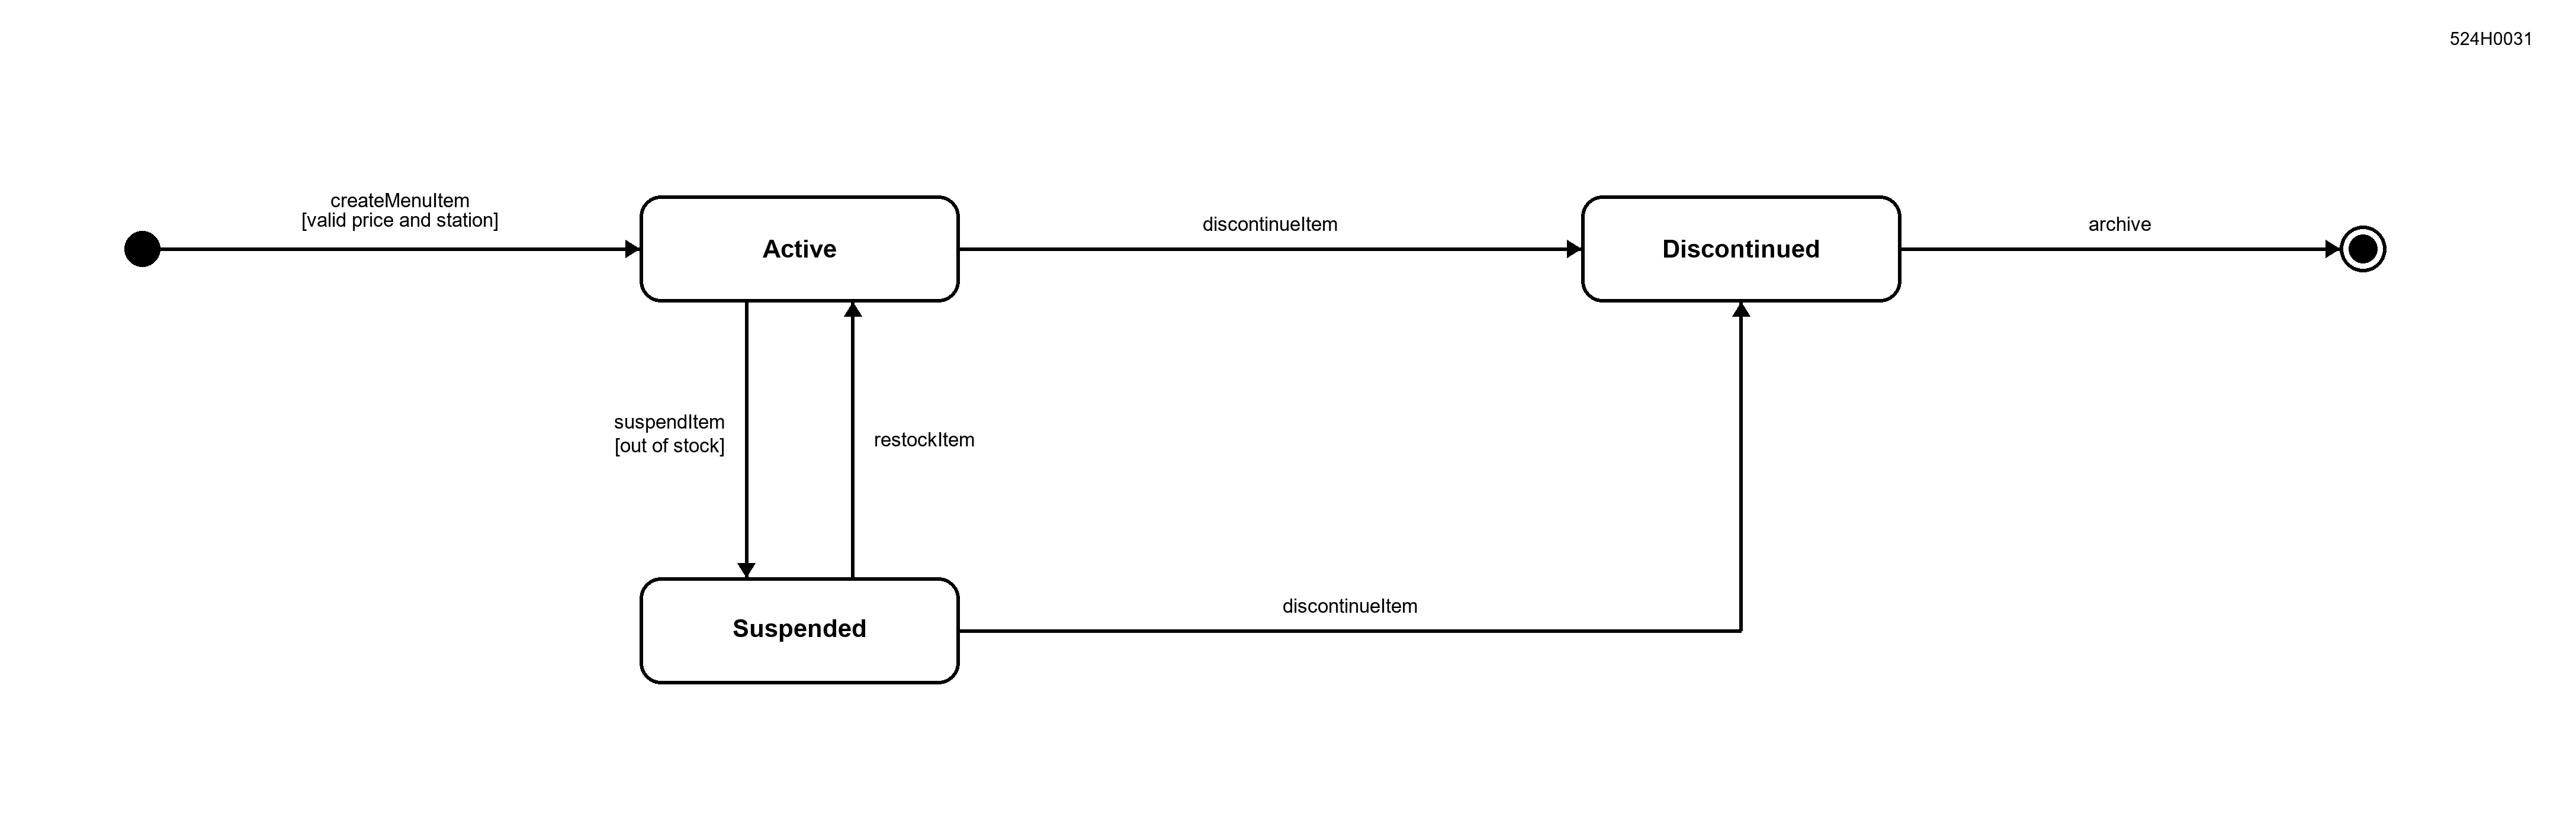 524H0031
createMenuItem
[valid price and station]
Active
discontinueItem
Discontinued
archive
suspendItem
[out of stock]
restockItem
Suspended
discontinueItem